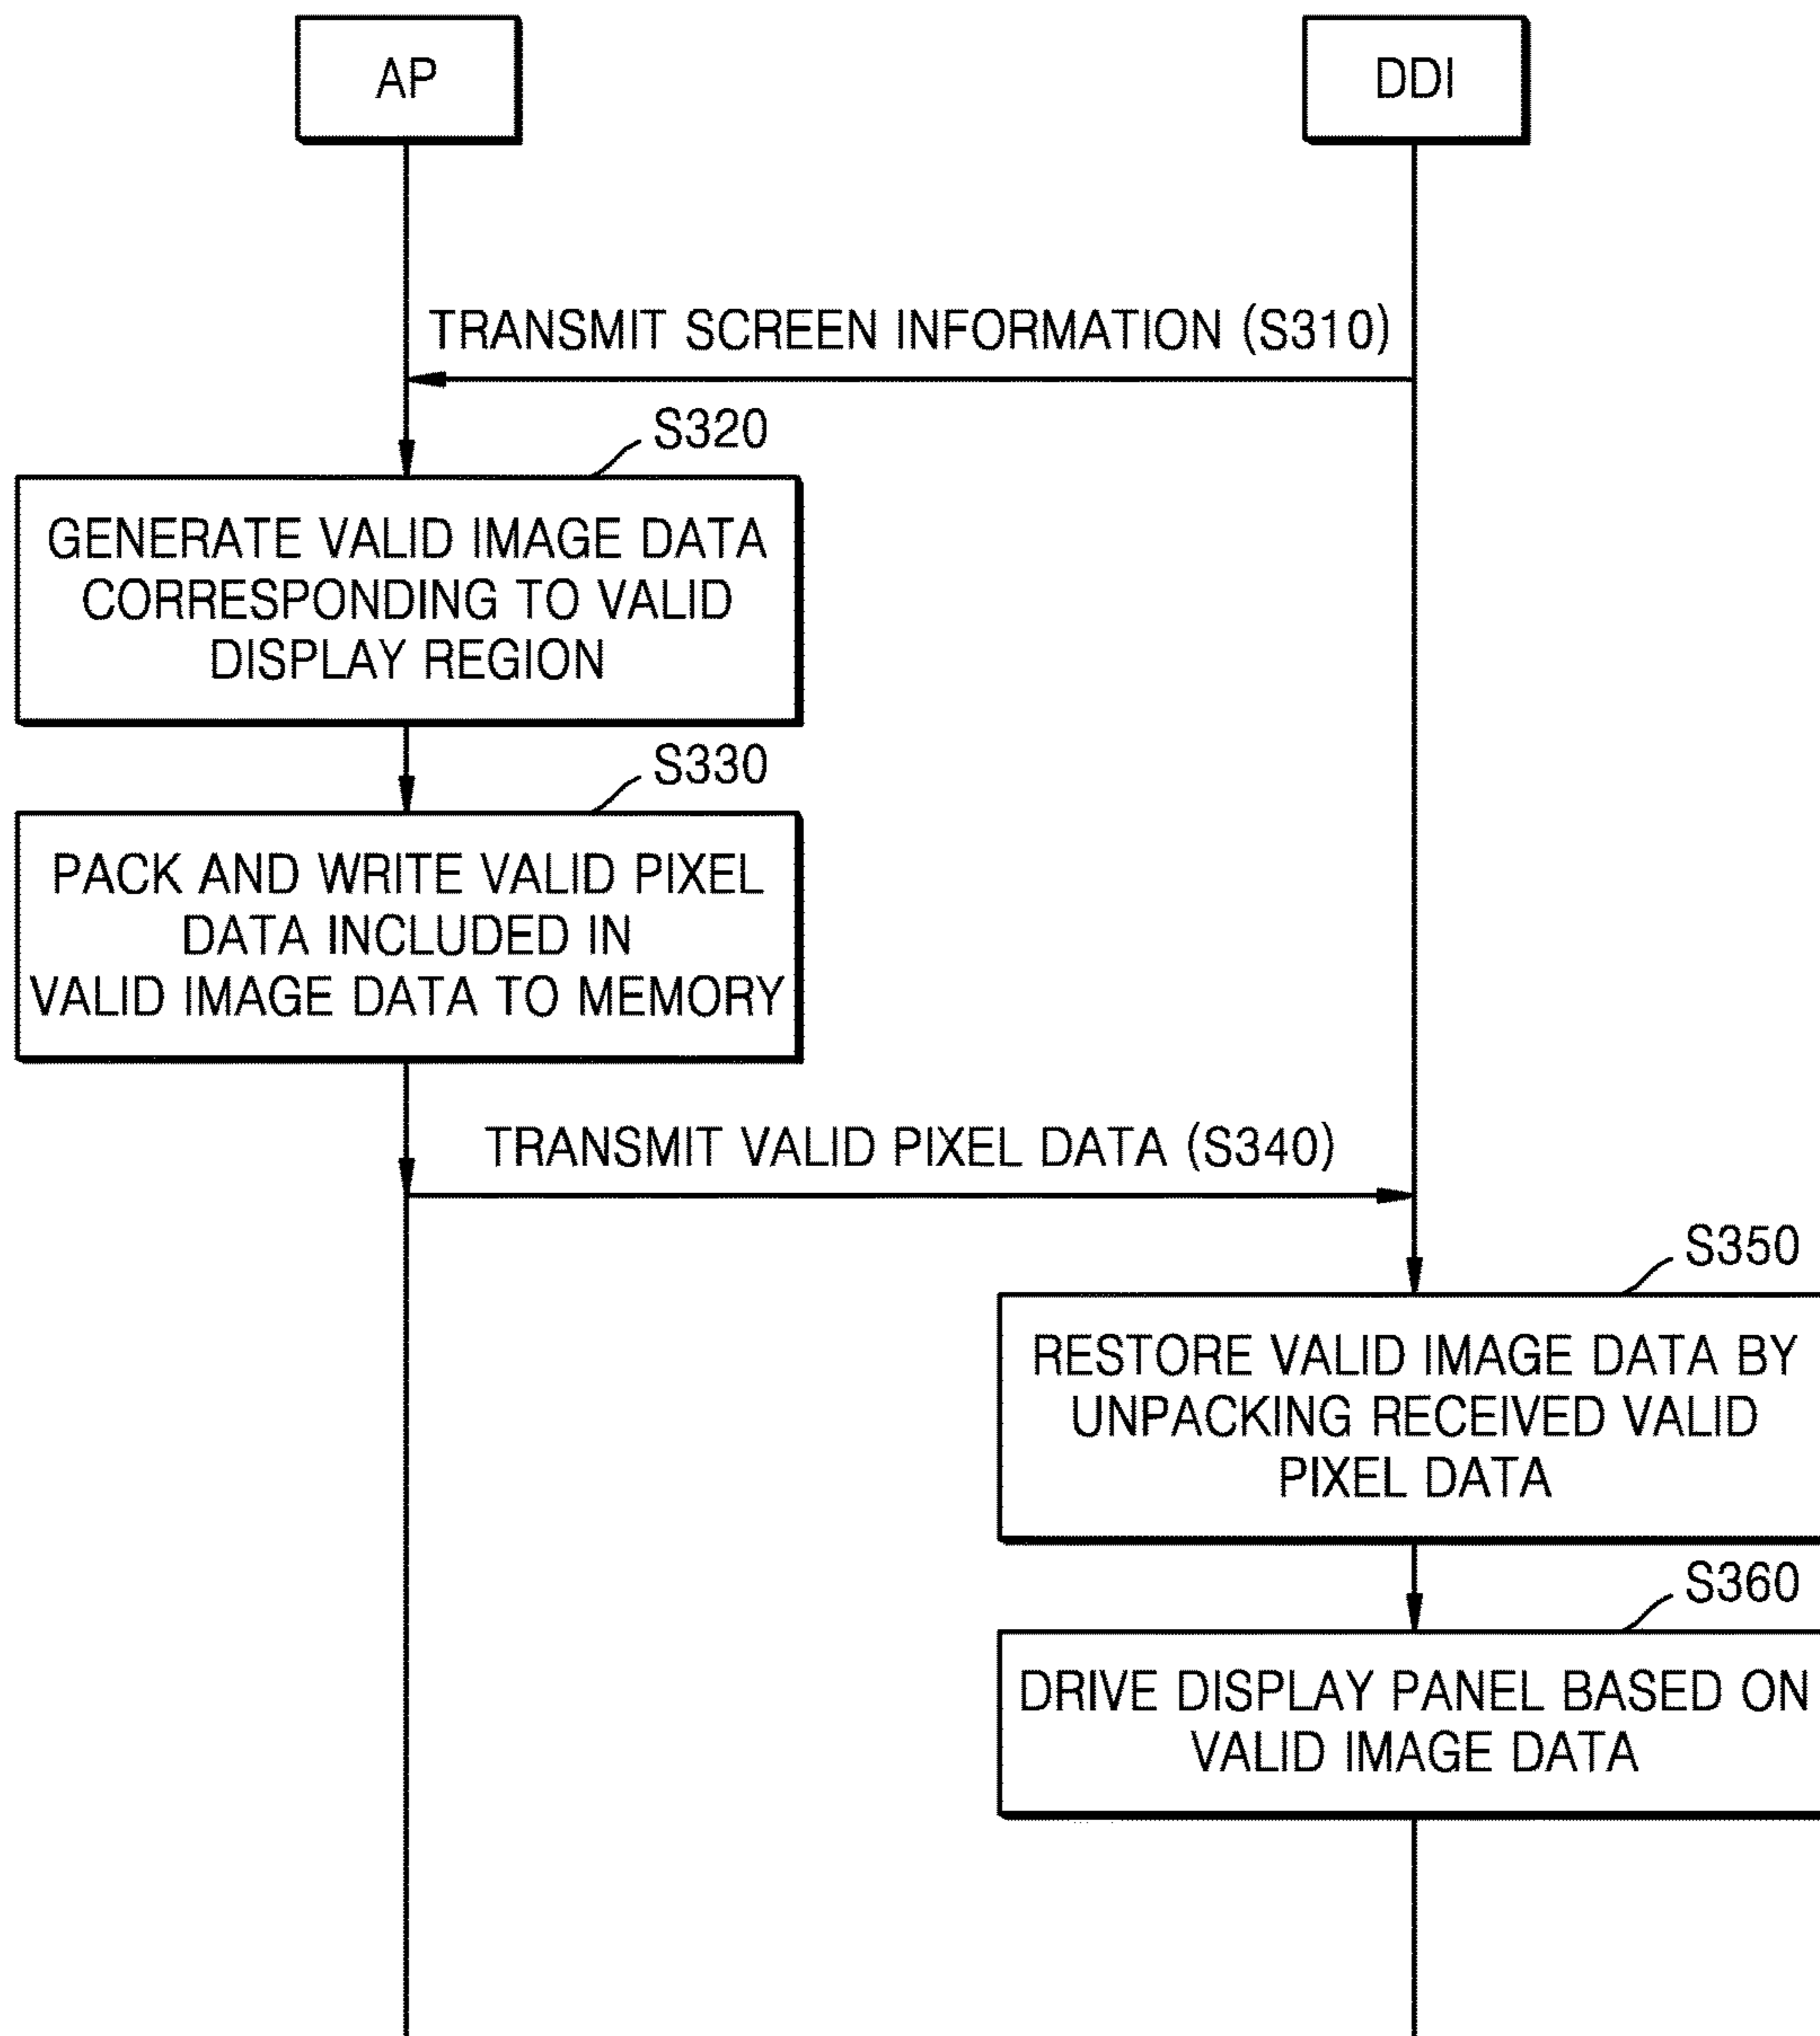 AP
DDI
TRANSMIT SCREEN INFORMATION (S310)
S320
GENERATE VALID IMAGE DATA
CORRESPONDING TO VALID
DISPLAY REGION
S330
PACK AND WRITE VALID PIXEL
DATA INCLUDED IN
VALID IMAGE DATA TO MEMORY
TRANSMIT VALID PIXEL DATA (S340)
S350
RESTORE VALID IMAGE DATA BY
UNPACKING RECEIVED VALID
PIXEL DATA
S360
DRIVE DISPLAY PANEL BASED ON
VALID IMAGE DATA